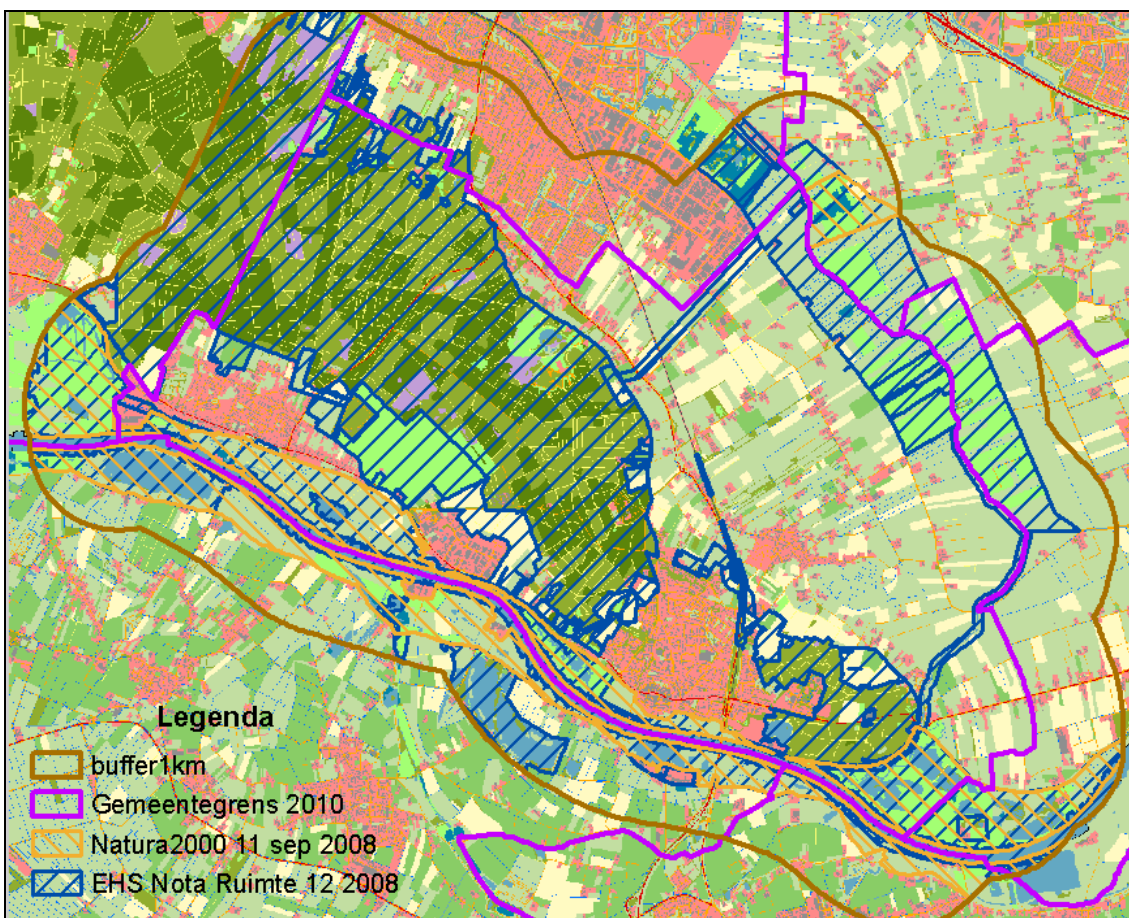 Legenda
buffer1km
Gemeentegrens 2010
Natura2000 11 sep 2008
EHS Nota Ruimte 12 2008